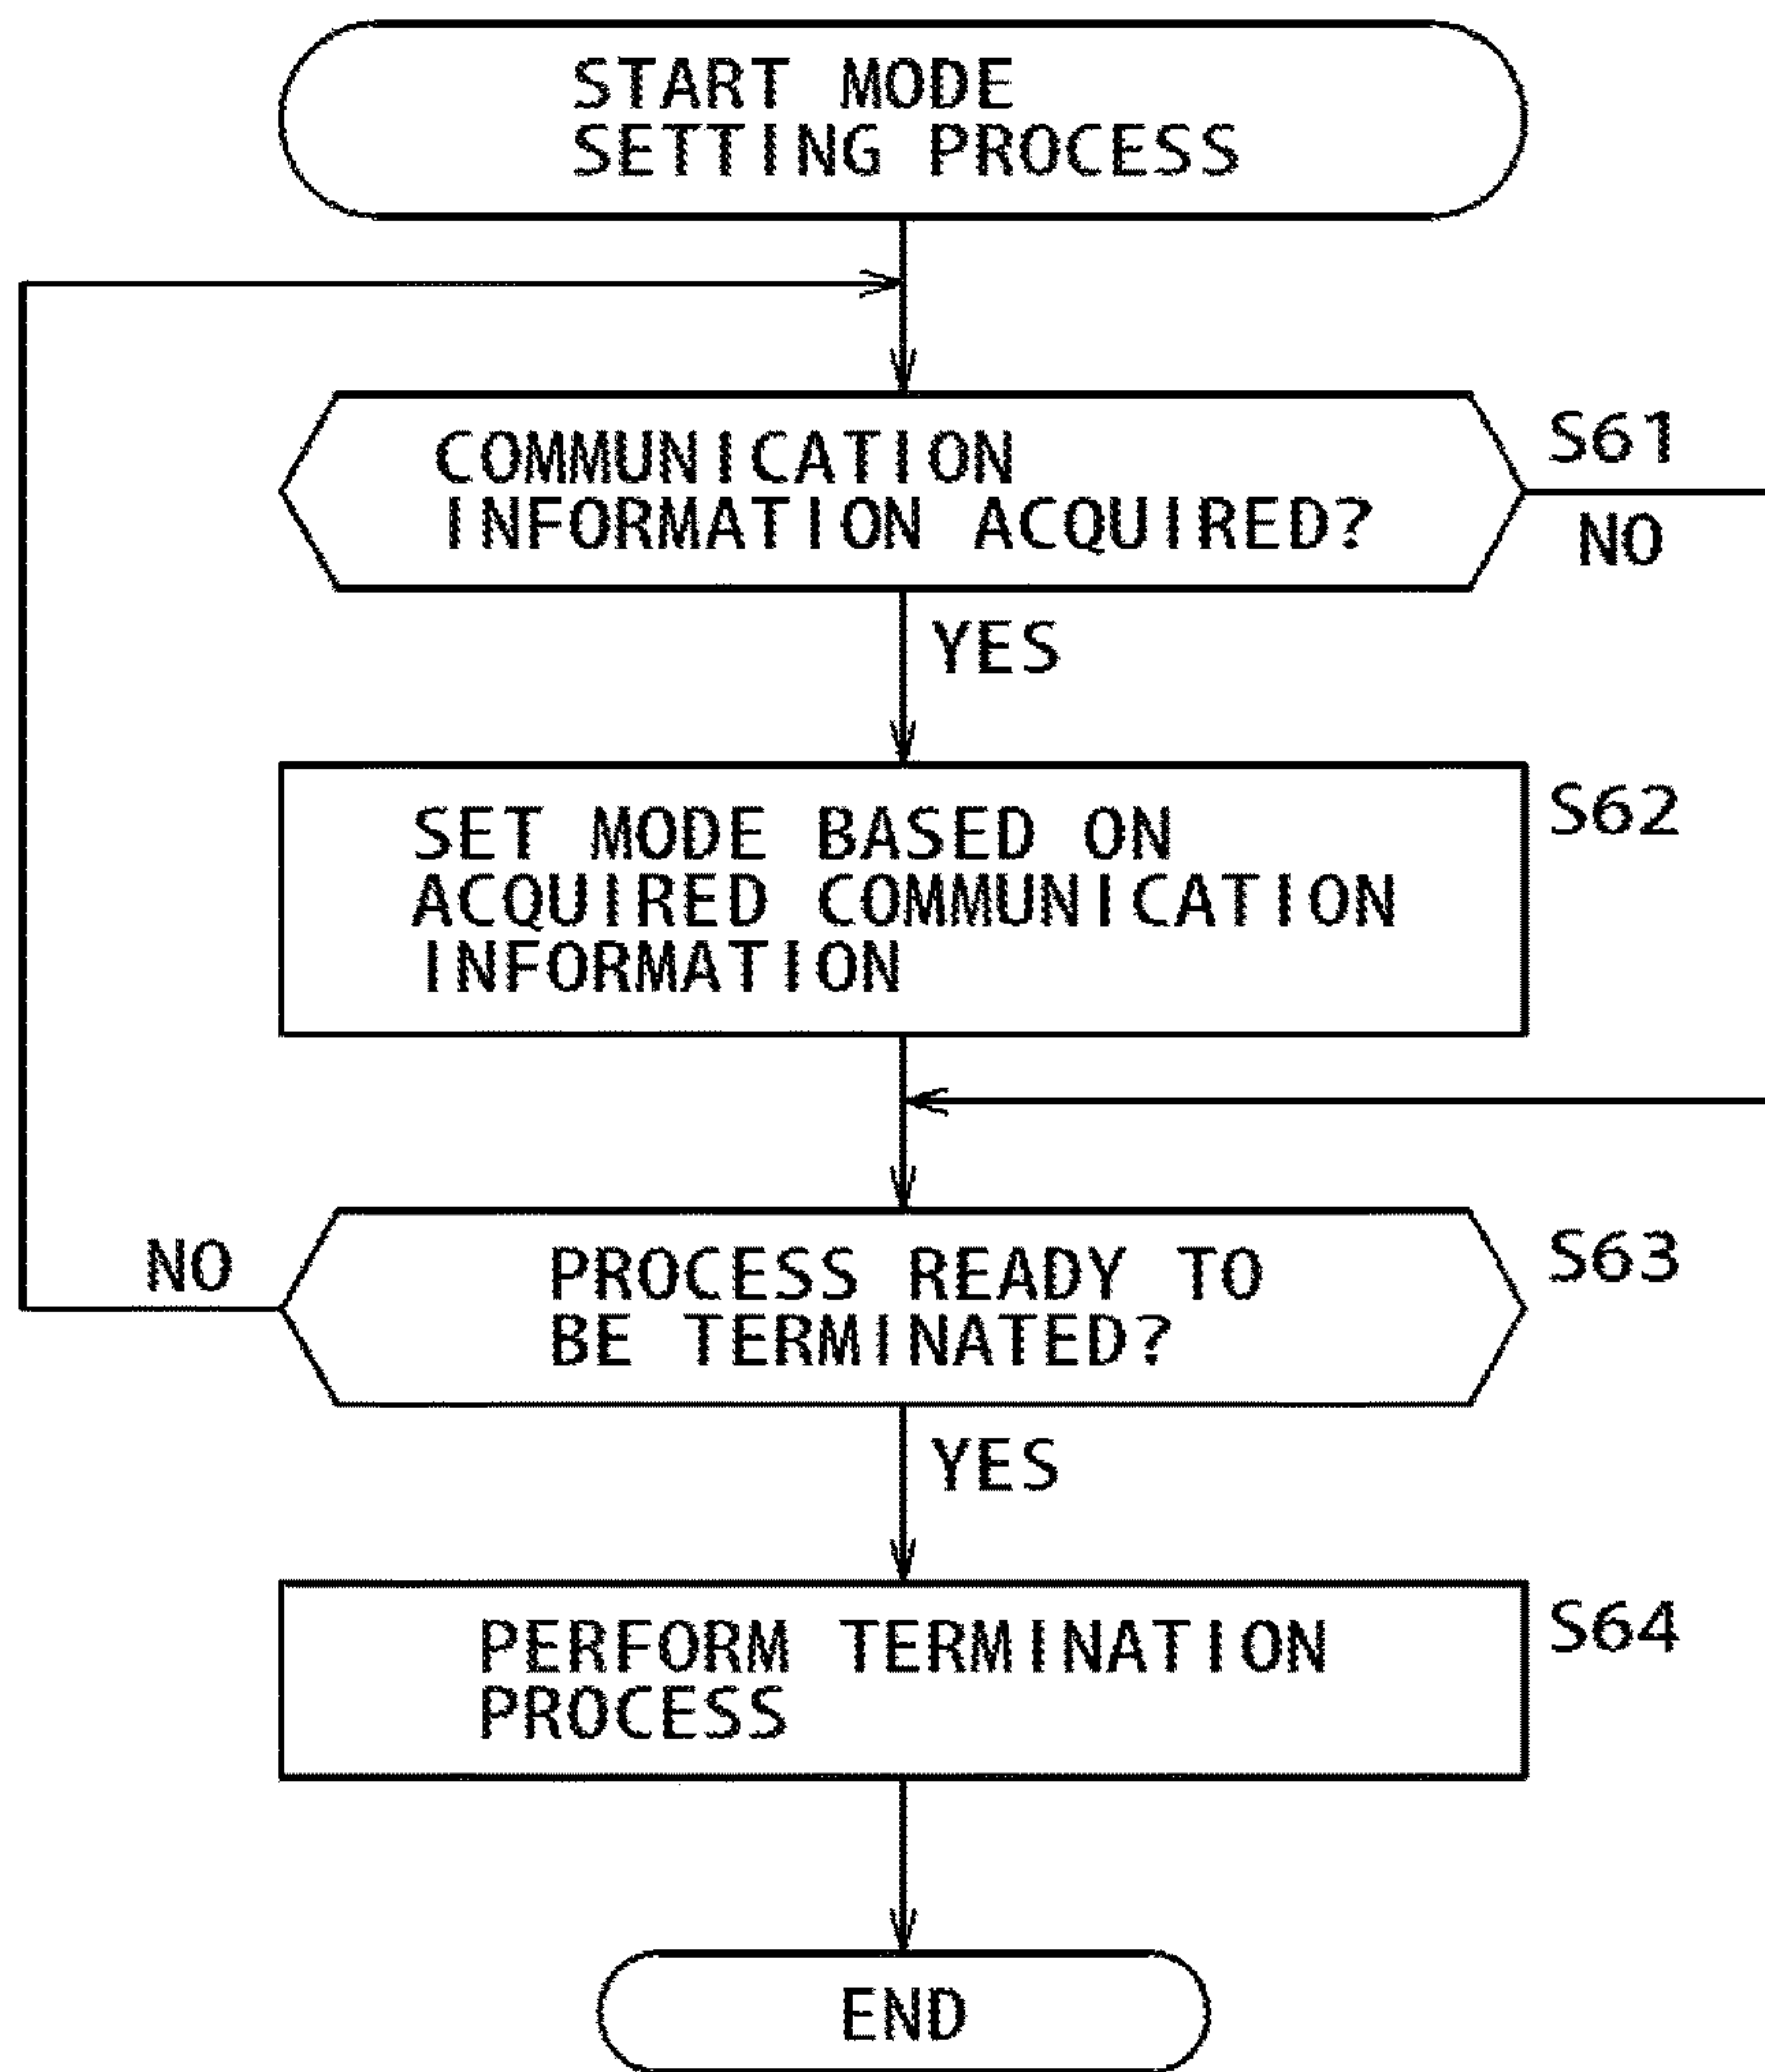 START MODE
SETTING PROCESS
COMMUNICATION
INFORMATION ACQUIRED?
S61
NO
YES
SET MODE BASED ON
ACQUIRED COMMUNICATION
INFORMATION
S62
NO
PROCESS READY TO
BE TERMINATED?
S63
YES
PERFORM TERMINATION
PROCESS
S64
END